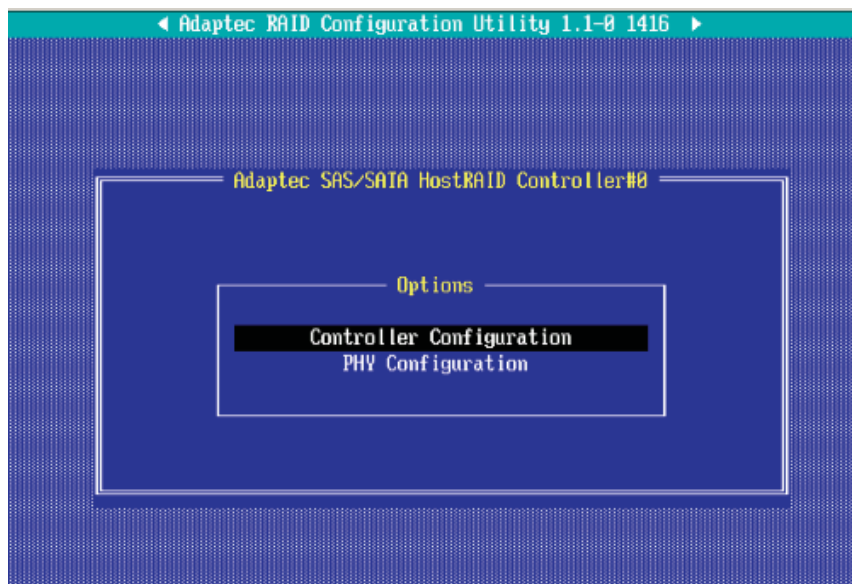 Adaptec RAID Configuration Utility 1.1-0 1416
Adaptec SAS/SATA HostRAID Controller#0
Options
Controller Configuration
PHY Configuration